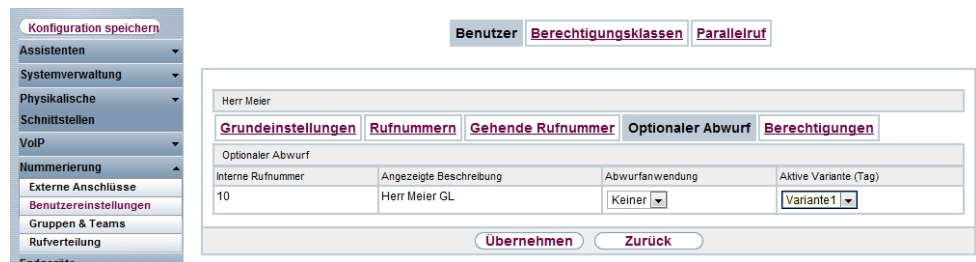 Konfiguration speichern
Assistenten
Systemverwaltung
Physikalische
Schnittstellen
VoIP
Nummerierung
Externe Anschlüsse
Benutzereinstellungen
Gruppen & Teams
Rufverteilung
Endgeräte
Benutzer Berechtigungsklassen Parallelruf
Herr Meier
Grundeinstellungen Rufnummern Gehende Rufnummer Optionaler Abwurf Berechtigungen
Optionaler Abwurf
Interne Rufnummer Angezeigte Beschreibung Abwurfanwendung Aktive Variante (Tag)
10 Herr Meier GL Keiner Variante1
Übernehmen Zurück